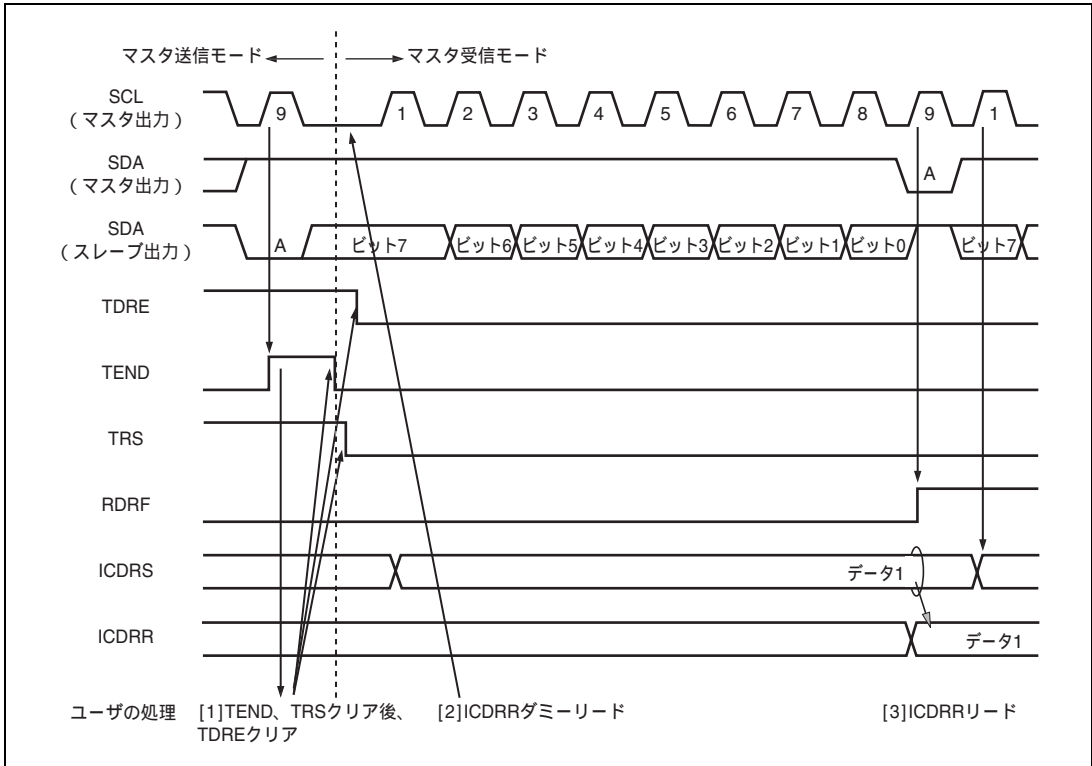 マスタ送信モード マスタ受信モード
SCL
（マスタ出力） 9 1 2 3 4 5 6 7 8 9 1
SDA
（マスタ出力） A
SDA
（スレーブ出力） A ビット7 ビット6 ビット5 ビット4 ビット3 ビット2 ビット1 ビット0 ビット7
TDRE
TEND
TRS
RDRF
ICDRS データ1
ICDRR データ1
ユーザの処理 [1]TEND、TRSクリア後、 [2]ICDRRダミーリード [3]ICDRRリード
TDREクリア